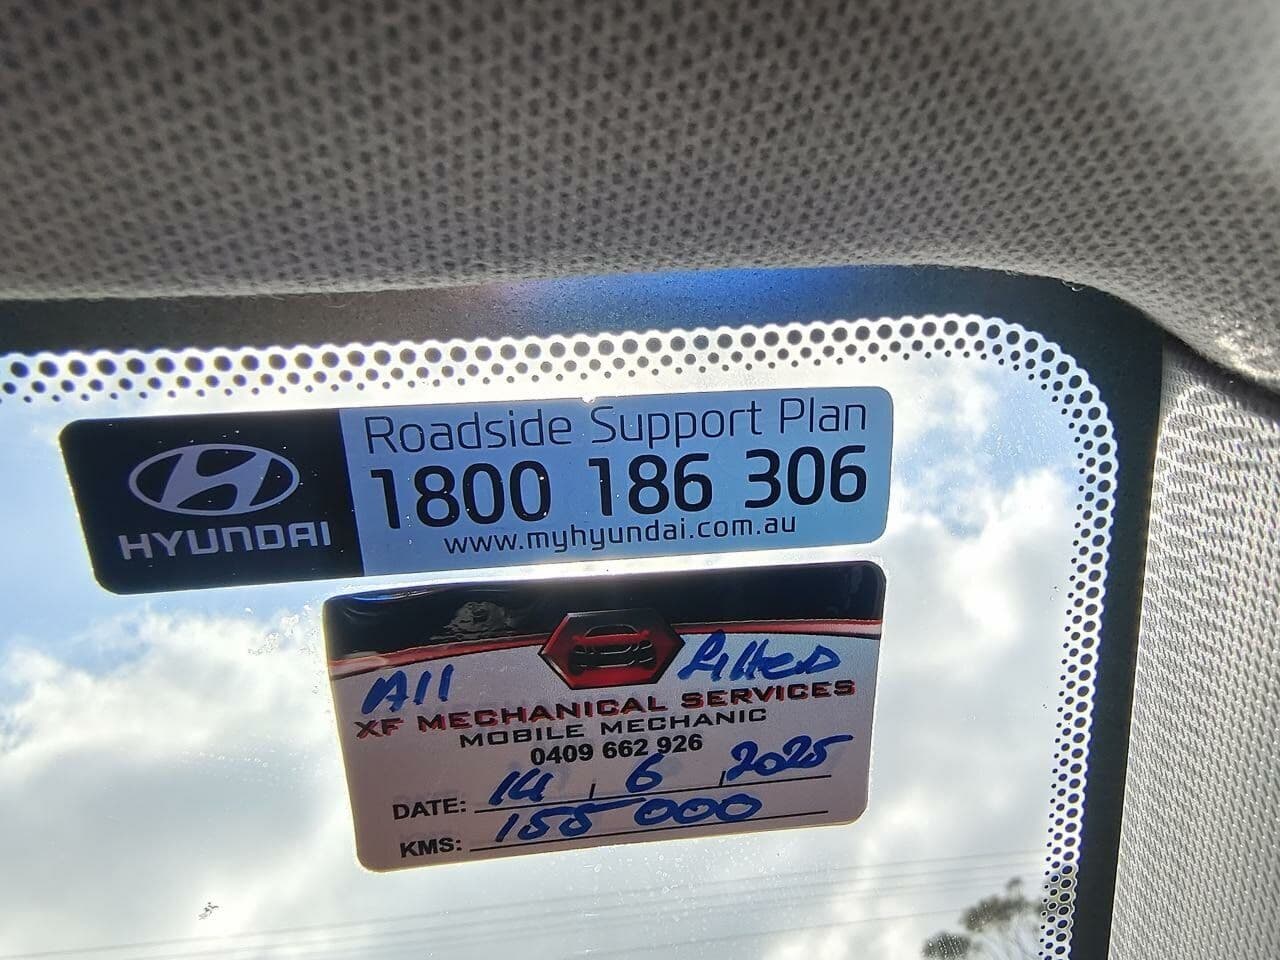 HYUNDAI
Roadside Support Plan
1800 186 306
www.myhyundai.com.au
All Filters
XF MECHANICAL SERVICES
MOBILE MECHANIC
0409 662 926
DATE: 14 / 6 / 2025
KMS: 155 000